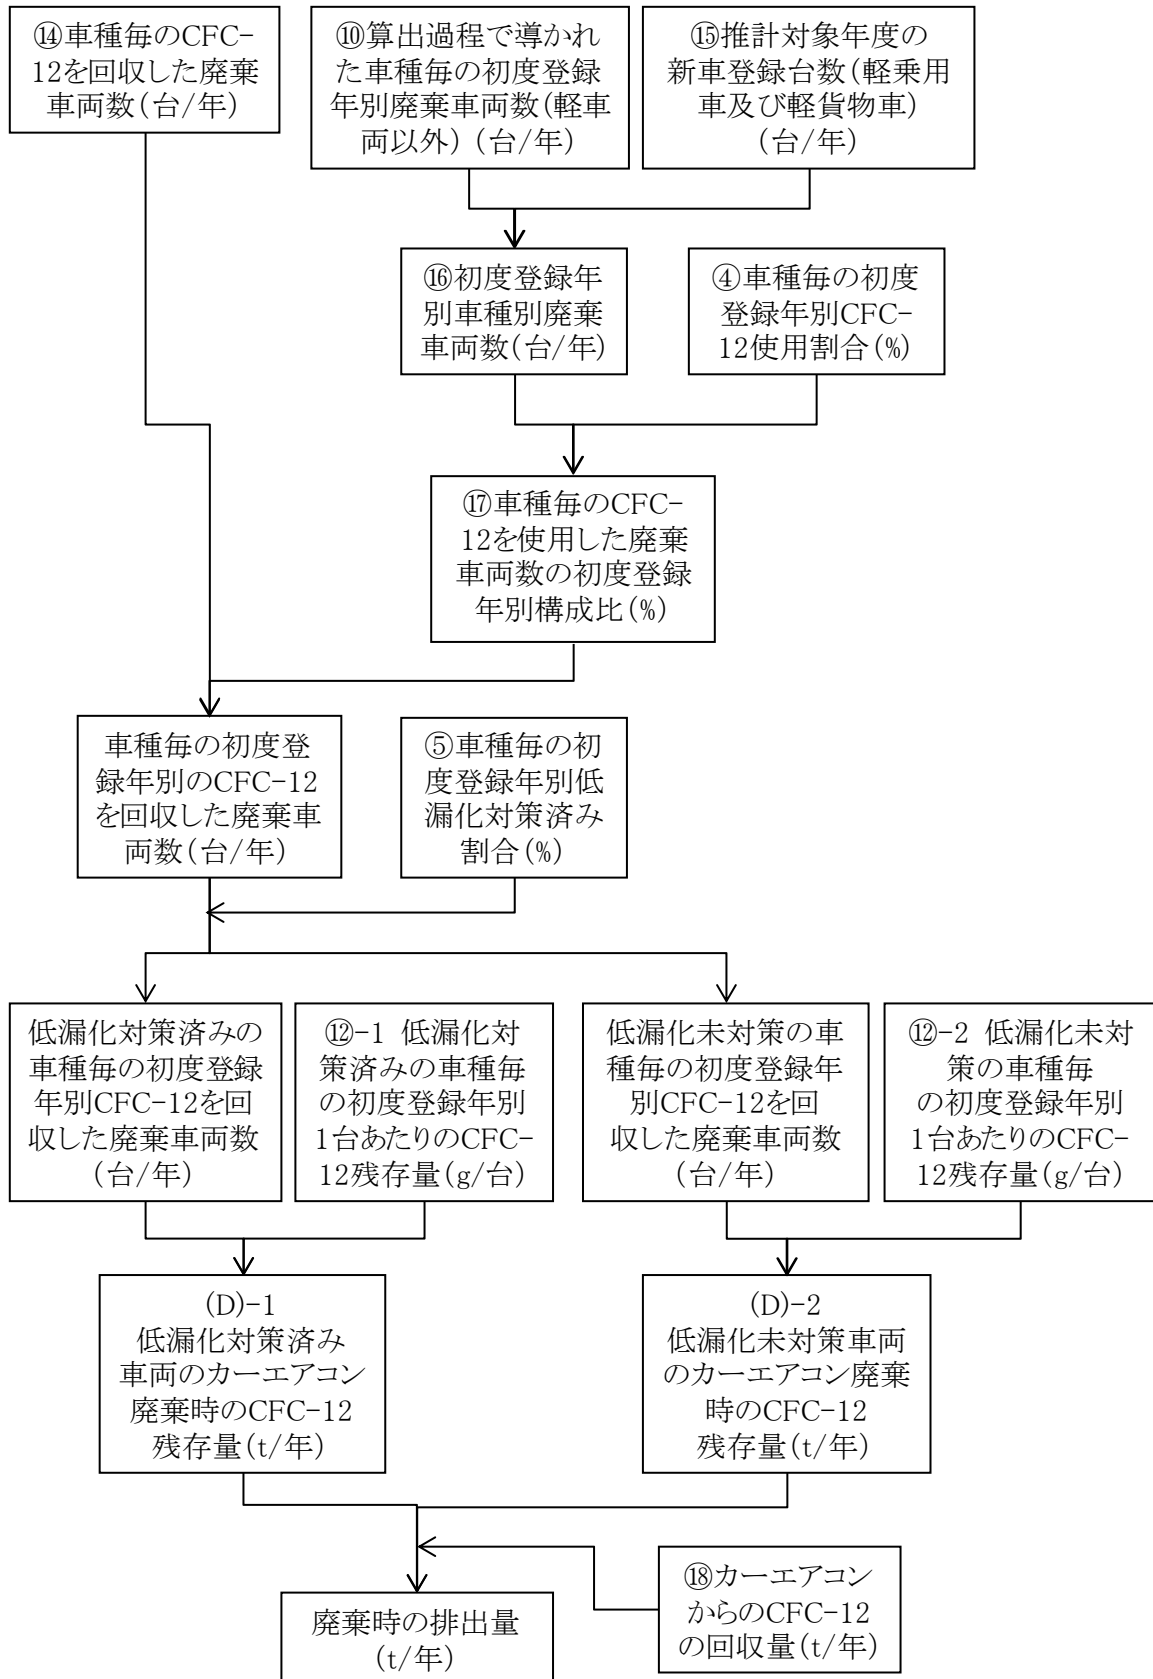 ⑭車種毎のCFC-
12を回収した廃棄
車両数(台/年)
⑩算出過程で導かれ
た車種毎の初度登録
年別廃棄車両数(軽車
両以外) (台/年)
⑮推計対象年度の
新車登録台数(軽乗用
車及び軽貨物車)
(台/年)
⑯初度登録年
別車種別廃棄
車両数(台/年)
④車種毎の初度
登録年別CFC-
12使用割合(%)
⑰車種毎のCFC-
12を使用した廃棄
車両数の初度登録
年別構成比(%)
車種毎の初度登
録年別のCFC-12
を回収した廃棄車
両数(台/年)
⑤車種毎の初
度登録年別低
漏化対策済み
割合(%)
低漏化対策済みの
車種毎の初度登録
年別CFC-12を回
収した廃棄車両数
(台/年)
⑫-1 低漏化対
策済みの車種毎
の初度登録年別
1台あたりのCFC-
12残存量(g/台)
低漏化未対策の車
種毎の初度登録年
別CFC-12を回
収した廃棄車両数
(台/年)
⑫-2 低漏化未対
策の車種毎
の初度登録年別
1台あたりのCFC-
12残存量(g/台)
(D)-1
低漏化対策済み
車両のカーエアコン
廃棄時のCFC-12
残存量(t/年)
(D)-2
低漏化未対策車両
のカーエアコン廃棄
時のCFC-12
残存量(t/年)
廃棄時の排出量
(t/年)
⑱カーエアコン
からのCFC-12
の回収量(t/年)